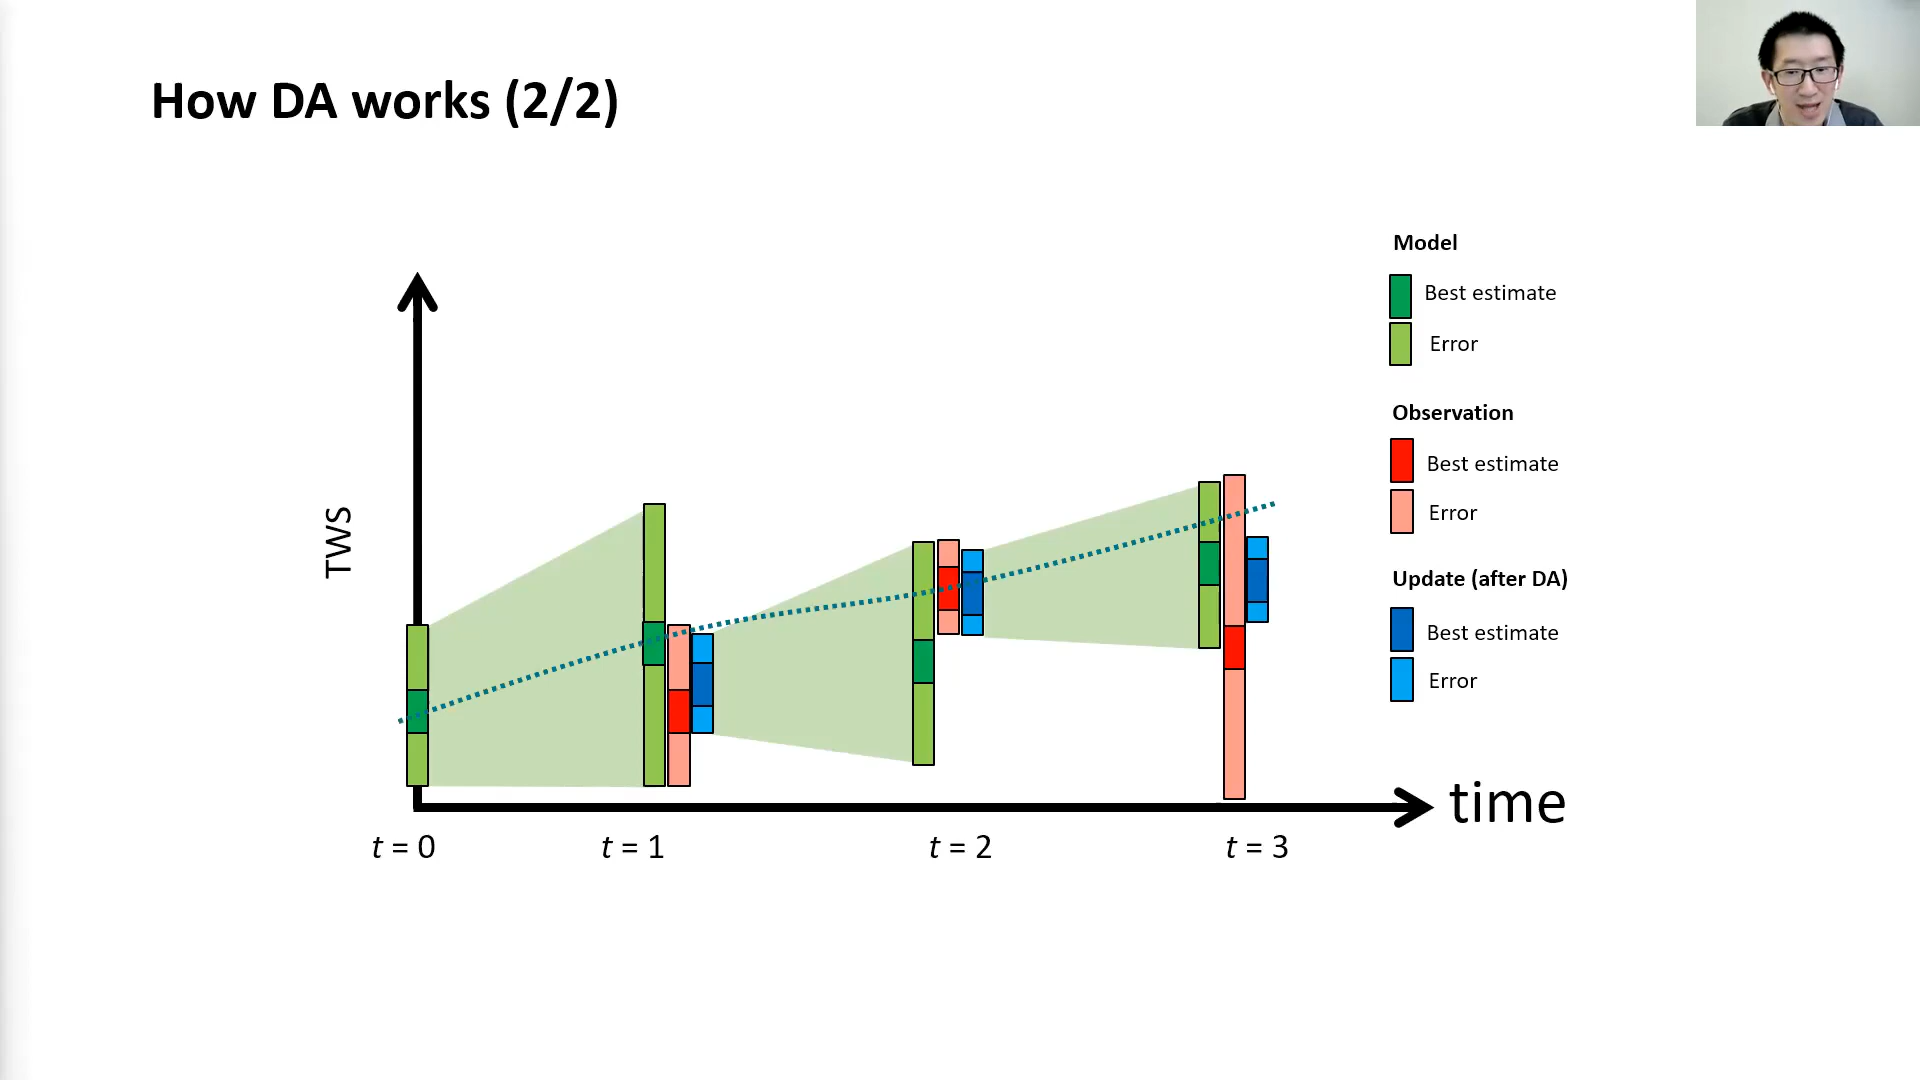 How DA works (2/2)
Model
Best estimate
Error
Observation
Best estimate
Error
Update (after DA)
Best estimate
Error
TWS
time
t = 0
t = 1
t = 2
t = 3